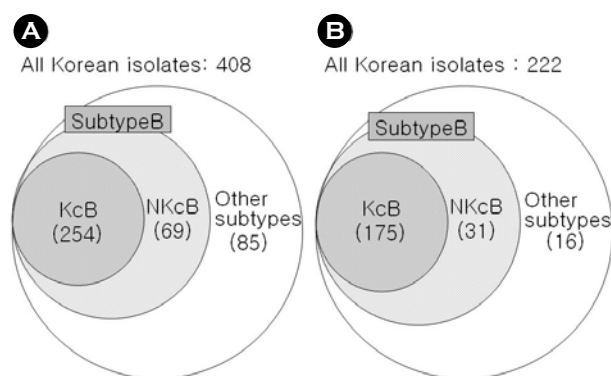 A
All Korean isolates: 408
SubtypeB
KcB
(254)
NKcB
(69)
Other
subtypes
(85)
B
All Korean isolates : 222
SubtypeB
KcB
(175)
NKcB
(31)
Other
subtypes
(16)